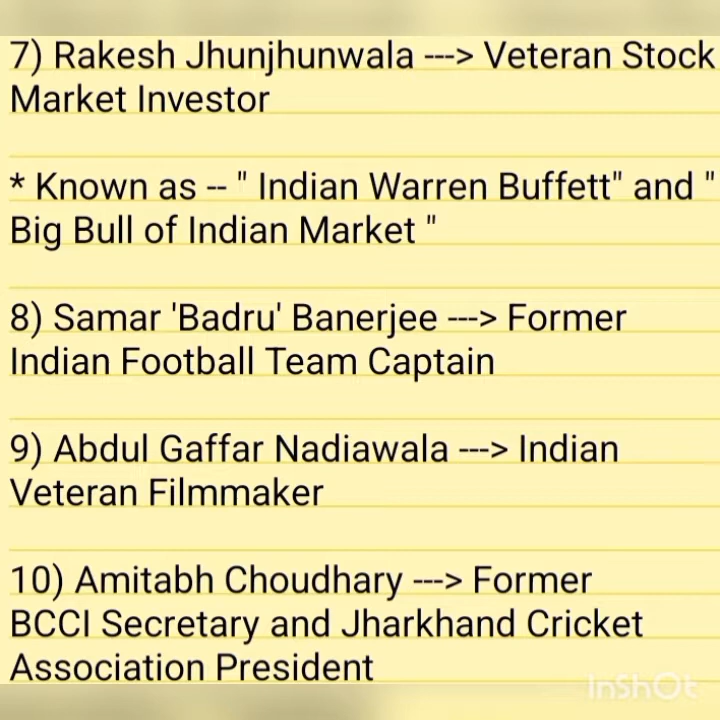 7) Rakesh Jhunjhunwala ---> Veteran Stock
Market Investor
* Known as -- " Indian Warren Buffett" and "
Big Bull of Indian Market "
8) Samar 'Badru' Banerjee ---> Former
Indian Football Team Captain
9) Abdul Gaffar Nadiawala ---> Indian
Veteran Filmmaker
10) Amitabh Choudhary ---> Former
BCCI Secretary and Jharkhand Cricket
Association President
InShOt